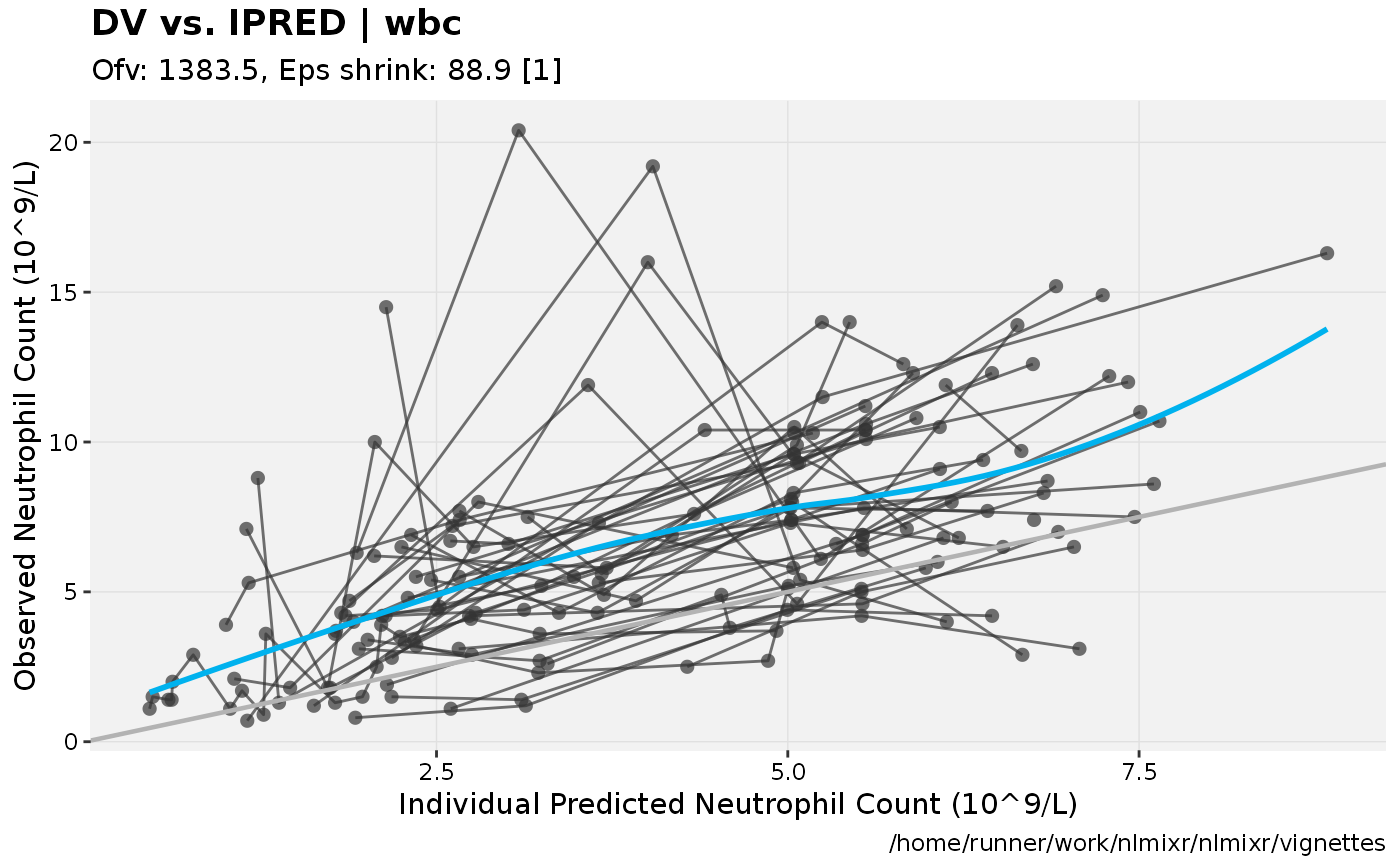 DV vs. IPRED | wbc
Ofv: 1383.5, Eps shrink: 88.9 [1]
Observed Neutrophil Count (10^9/L)
20
15
10
5
0
2.5
5.0
7.5
Individual Predicted Neutrophil Count (10^9/L)
/home/runner/work/nlmixr/nlmixr/vignettes